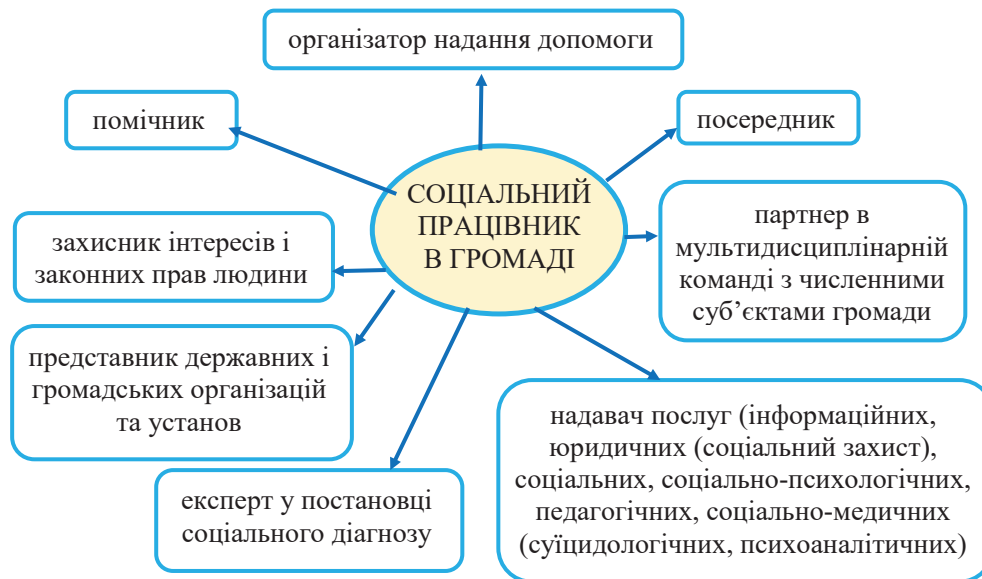 організатор надання допомоги
помічник
посередник
СОЦІАЛЬНИЙ
ПРАЦІВНИК
В ГРОМАДІ
захисник інтересів і
законних прав людини
партнер в
мультидисциплінарній
команді з численними
суб’єктами громади
представник державних і
громадських організацій
та установ
надавач послуг (інформаційних,
юридичних (соціальний захист),
соціальних, соціально-психологічних,
педагогічних, соціально-медичних
(суїцидологічних, психоаналітичних)
експерт у постановці
соціального діагнозу